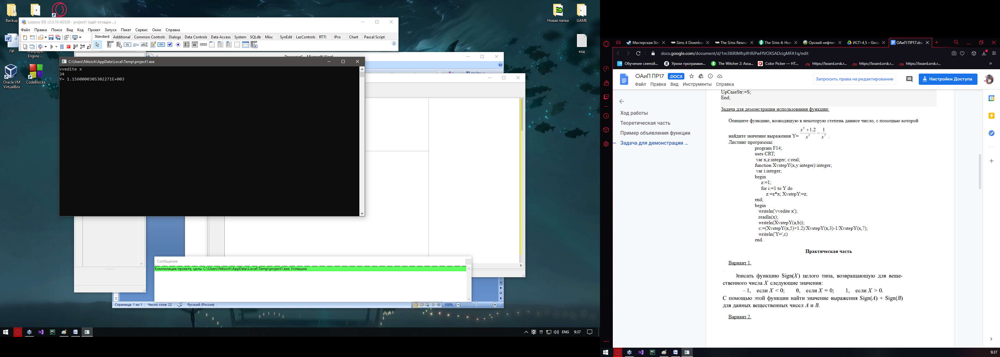 Backup
Новая папка
GAME
ПР
Wallpaper
Engine ...
код
Oracle VM
VirtualBox
CodeBlocks
Lazarus IDE v2.0.10 r63526 - project1 (идёт отладка ...)
Файл Правка Поиск Вид Код Проект Запуск Пакет Сервис Окно Справка
Standard Additional Common Controls Dialogs Data Controls Data Access System SQLdb Misc SynEdit LazControls RTTI IPro Chart Pascal Script
Ok Abc ab on Ok
Документ1 - Microsoft Word
C:\Users\Nitoich\AppData\Local\Temp\project1.exe
vvedite x
34
Y= 1.1560000305302271E+003
Сообщения
Компиляция проекта, цель: C:\Users\Nitoich\AppData\Local\Temp\project1.exe: Успешно
Страница: 1 из 1 Число слов: 22 Русский (Россия) 100%
ENG 9:37
Мастерская Ste Sims 4 Downloa The Sims Resour The Sims 4: Нов Орский нефтян ИСП-4,5 – Goog ОАиП ПР17.doc
docs.google.com/document/d/1m3I6RIMfrpfHXiPwFfVOXSADcigMFA1q/edit
Обучение слепой... Уроки программи... The Witcher 2: Assa... Color Picker — HT... https://board.orsk.r... https://board.orsk.r... https://board.orsk.r...
ОАиП ПР17 .DOCX
Файл Правка Вид Инструменты Справка
Запросить права на редактирование
Настройки Доступа
Ход работы
Теоретическая часть
Пример объявления функции
Задача для демонстрации ...
UpCaseStr:=S;
End;
Задача для демонстрации использования функции:
Опишите функцию, возводящую в некоторую степень данное число, с помощью которой
найдите значение выражения Y= (x^5 +1.2)/x^3 − 1/x^7 .
Листинг программы:
program F14;
uses CRT;
var x,z:integer; c:real;
function XvstepY(x,y:integer):integer;
var i:integer;
begin
z:=1;
for i:=1 to Y do
z:=z*x; XvstepY:=z;
end;
begin
writeln('vvedite x');
readln(x);
writeln(XvstepY(a,b));
c:=(XvstepY(x,5)+1.2)/XvstepY(x,3)-1/XvstepY(x,7);
writeln('Y=',c)
end.
Практическая часть
Вариант 1.
Описать функцию Sign(X) целого типа, возвращающую для веще-
ственного числа X следующие значения:
−1, если X < 0; 0, если X = 0; 1, если X > 0.
С помощью этой функции найти значение выражения Sign(A) + Sign(B)
для данных вещественных чисел A и B.
Вариант 2.
9:37